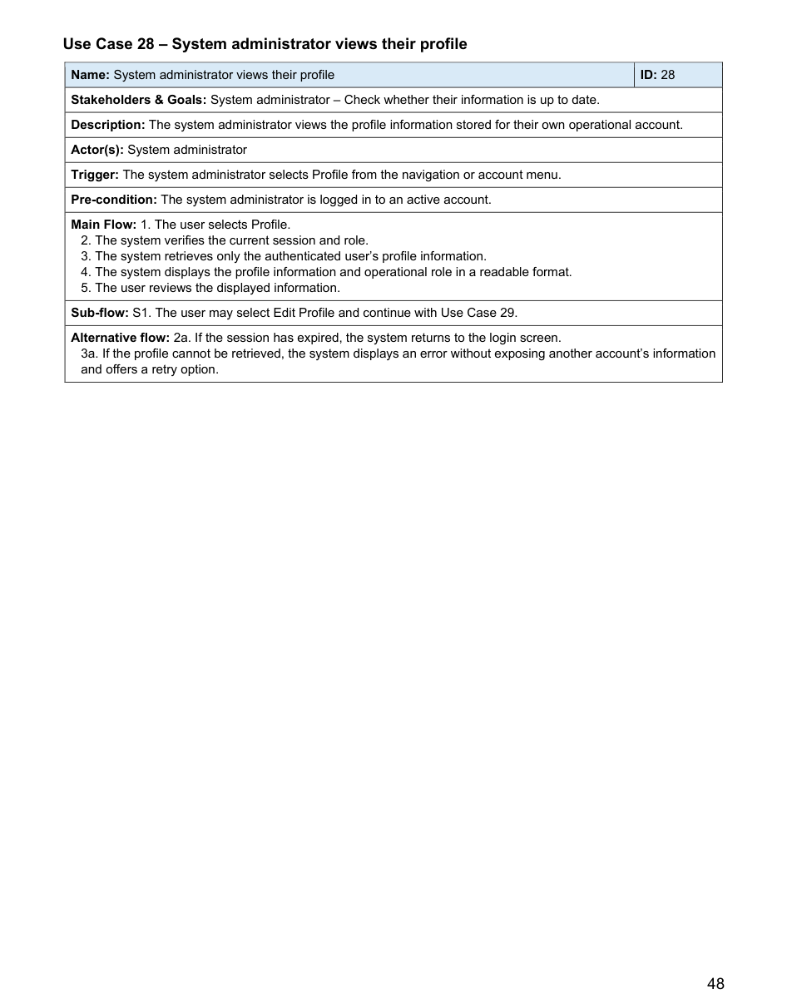 Use Case 28 – System administrator views their profile
Name: System administrator views their profile ID: 28
Stakeholders & Goals: System administrator – Check whether their information is up to date.
Description: The system administrator views the profile information stored for their own operational account.
Actor(s): System administrator
Trigger: The system administrator selects Profile from the navigation or account menu.
Pre-condition: The system administrator is logged in to an active account.
Main Flow: 1. The user selects Profile.
2. The system verifies the current session and role.
3. The system retrieves only the authenticated user’s profile information.
4. The system displays the profile information and operational role in a readable format.
5. The user reviews the displayed information.
Sub-flow: S1. The user may select Edit Profile and continue with Use Case 29.
Alternative flow: 2a. If the session has expired, the system returns to the login screen.
3a. If the profile cannot be retrieved, the system displays an error without exposing another account’s information
and offers a retry option.
48